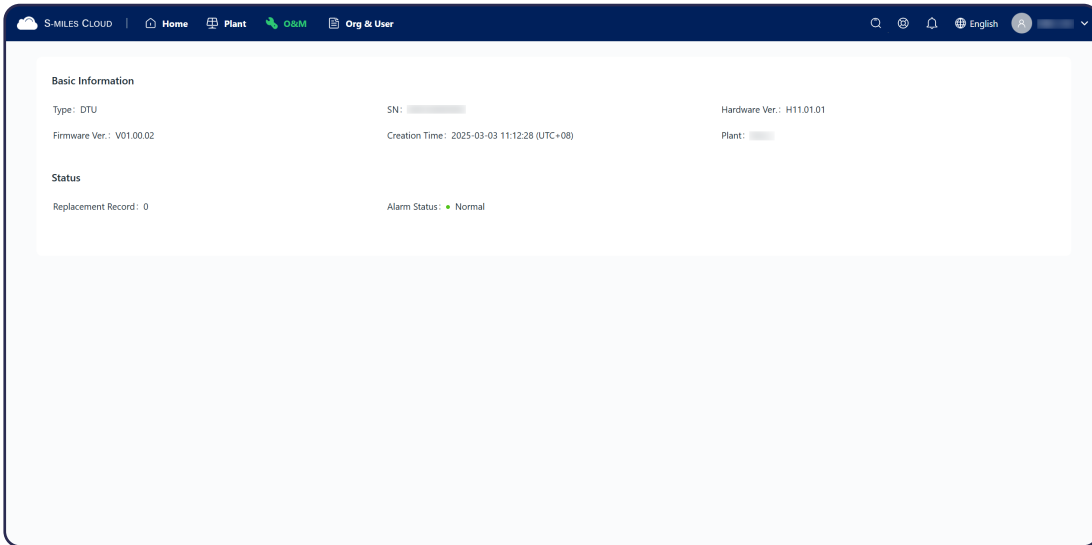 S-MILES CLOUD | Home Plant O&M Org & User English
Basic Information
Type: DTU SN: Hardware Ver.: H11.01.01
Firmware Ver.: V01.00.02 Creation Time: 2025-03-03 11:12:28 (UTC+08) Plant:
Status
Replacement Record: 0 Alarm Status: Normal